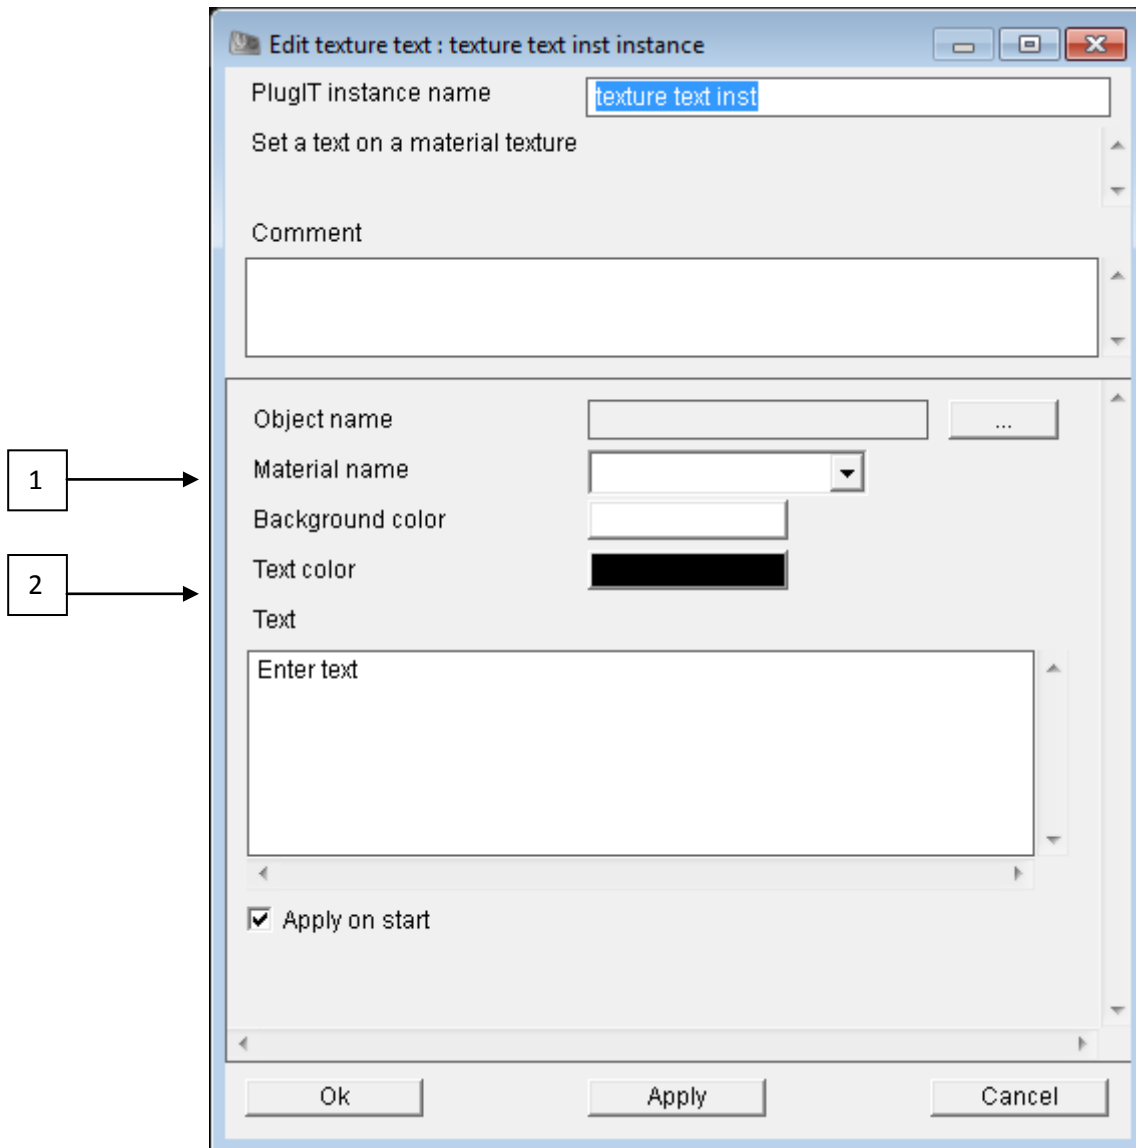 Edit texture text : texture text inst instance
PlugIT instance name texture text inst
Set a text on a material texture
Comment
Object name ...
1 Material name
Background color
2 Text color
Text
Enter text
Apply on start
Ok Apply Cancel